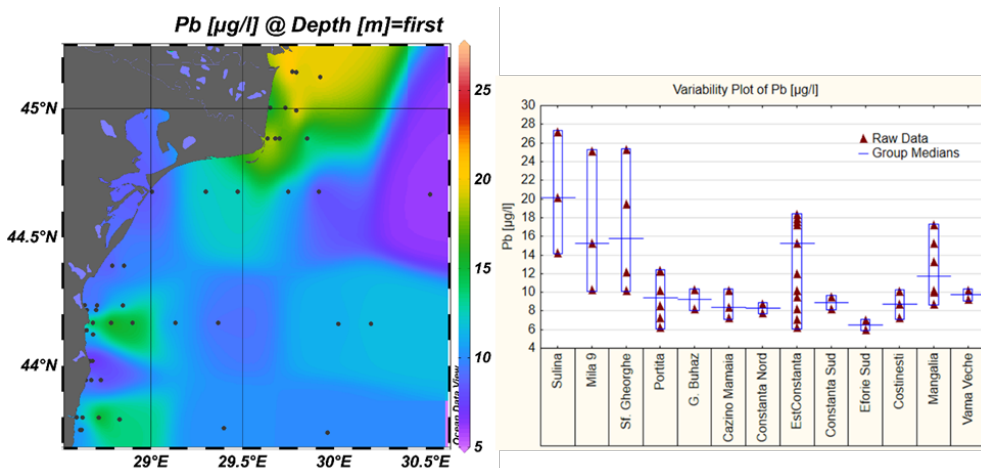 Pb [µg/l] @ Depth [m]=first
45°N
44.5°N
44°N
29°E
29.5°E
30°E
30.5°E
25
20
15
10
5
Ocean Data View
Variability Plot of Pb [µg/l]
Pb [µg/l]
30
28
26
24
22
20
18
16
14
12
10
8
6
4
Raw Data
Group Medians
Sulina
Mila 9
Sf. Gheorghe
Portita
G. Buhaz
Cazino Mamaia
Constanta Nord
EstConstanta
Constanta Sud
Eforie Sud
Costinesti
Mangalia
Vama Veche